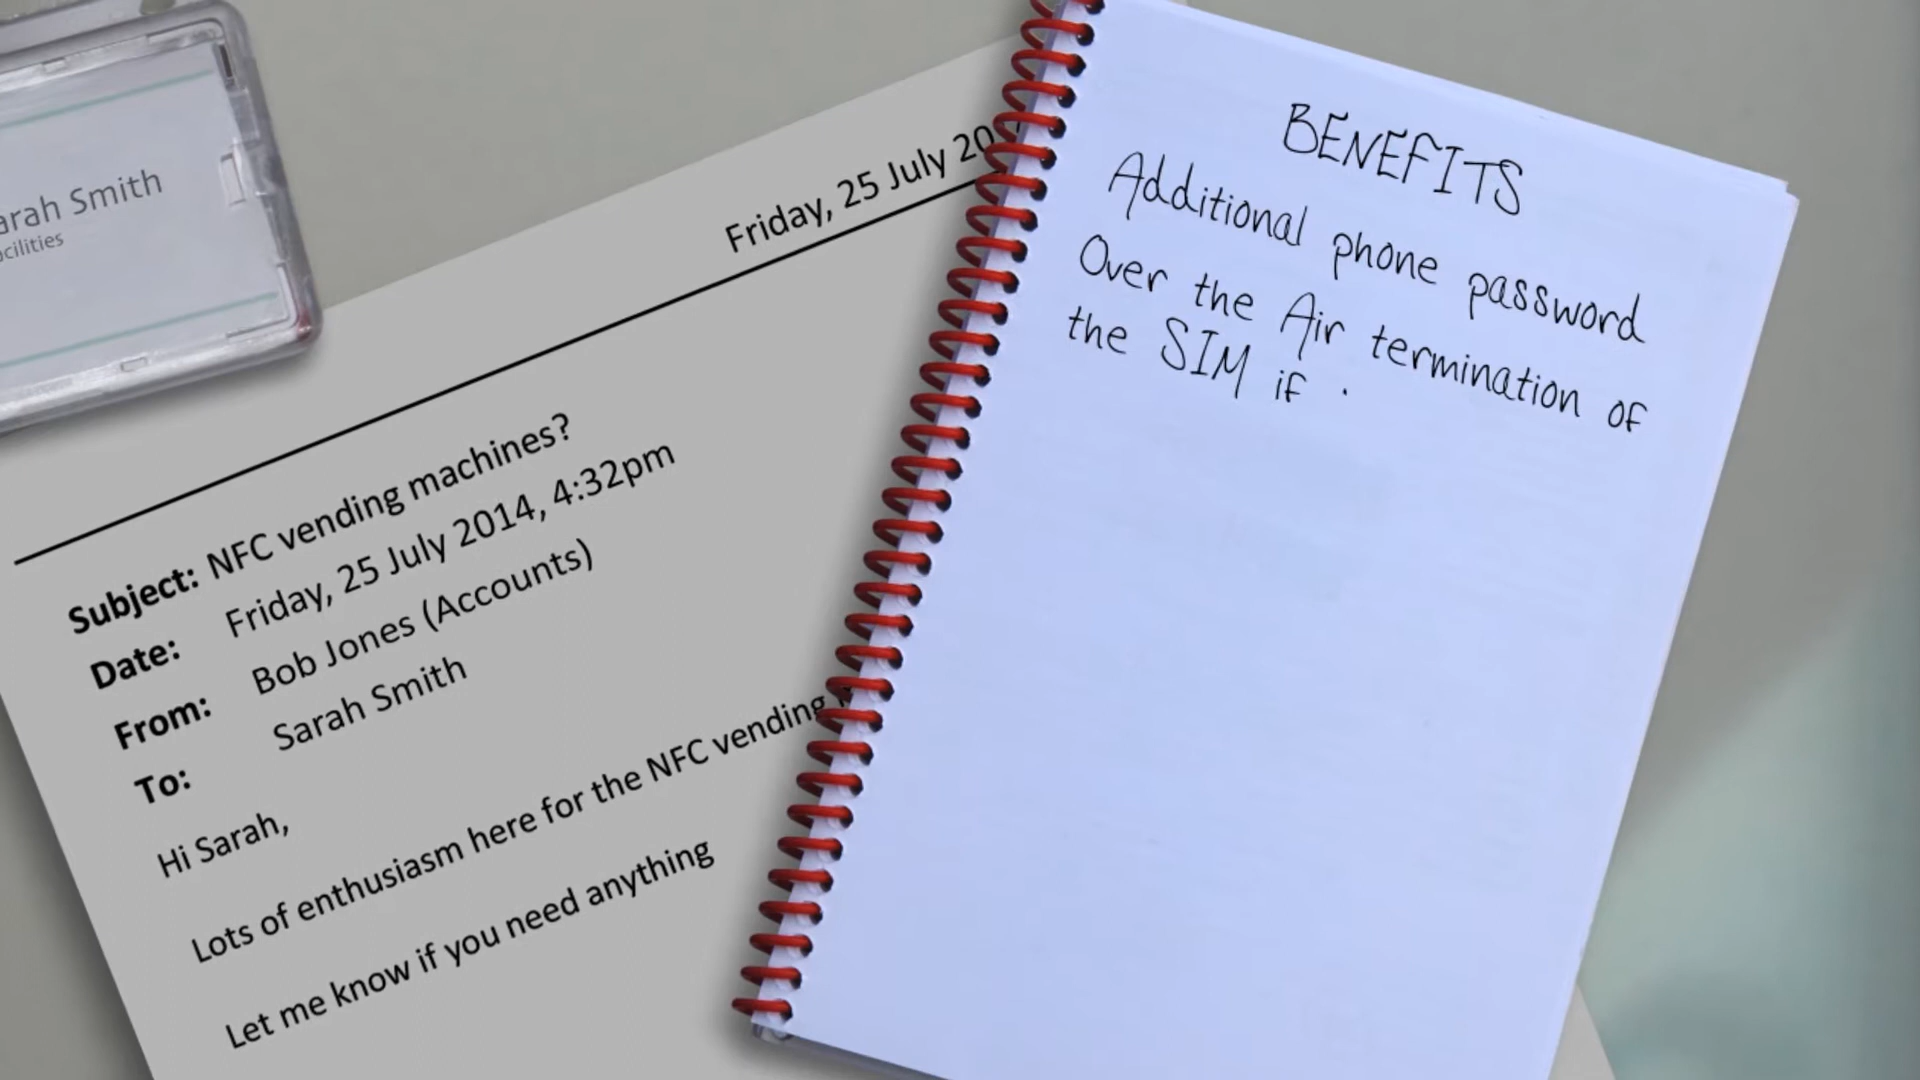 arah Smith
acilities
Friday, 25 July 20
Subject: NFC vending machines?
Date: Friday, 25 July 2014, 4:32pm
From: Bob Jones (Accounts)
To: Sarah Smith
Hi Sarah,
Lots of enthusiasm here for the NFC vending
Let me know if you need anything
BENEFITS
Additional phone password
Over the Air termination of
the SIM if